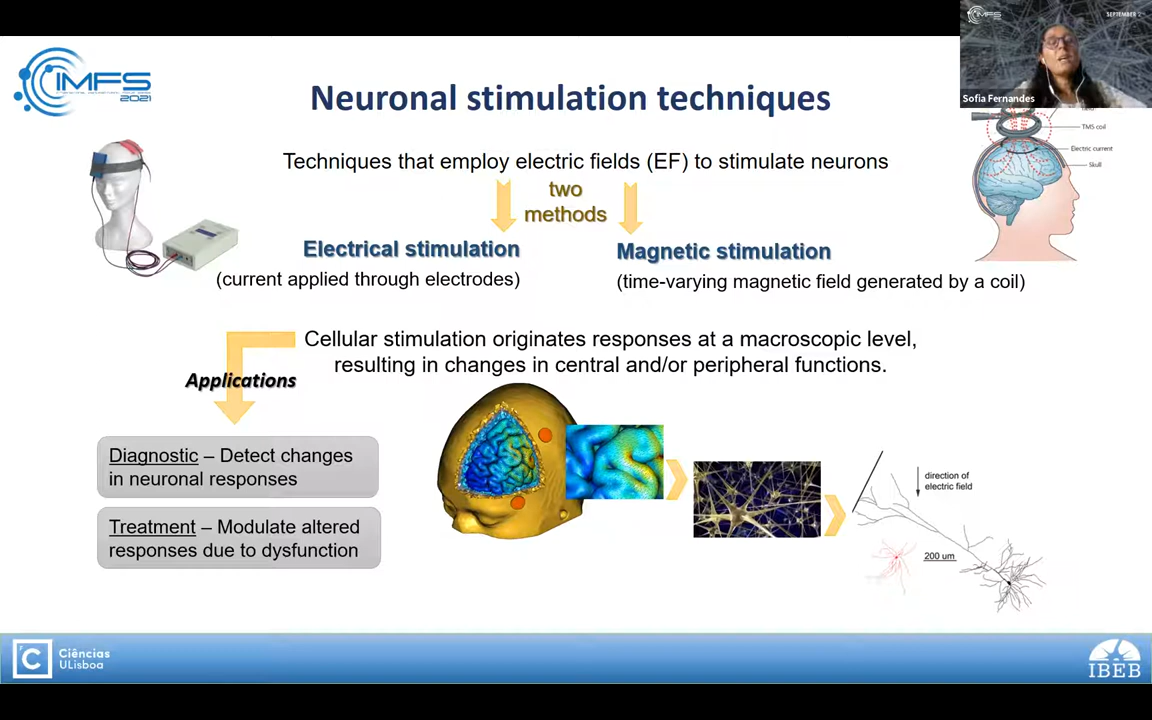 IMFS
2021
IMFS
SEPTEMBER
Sofia Fernandes
Neuronal stimulation techniques
Techniques that employ electric fields (EF) to stimulate neurons
two
methods
Electrical stimulation
(current applied through electrodes)
Magnetic stimulation
(time-varying magnetic field generated by a coil)
TMS coil
Electric current
Skull
Cellular stimulation originates responses at a macroscopic level,
resulting in changes in central and/or peripheral functions.
Applications
Diagnostic – Detect changes
in neuronal responses
Treatment – Modulate altered
responses due to dysfunction
direction of
electric field
200 um
C
Ciências
ULisboa
IBEB